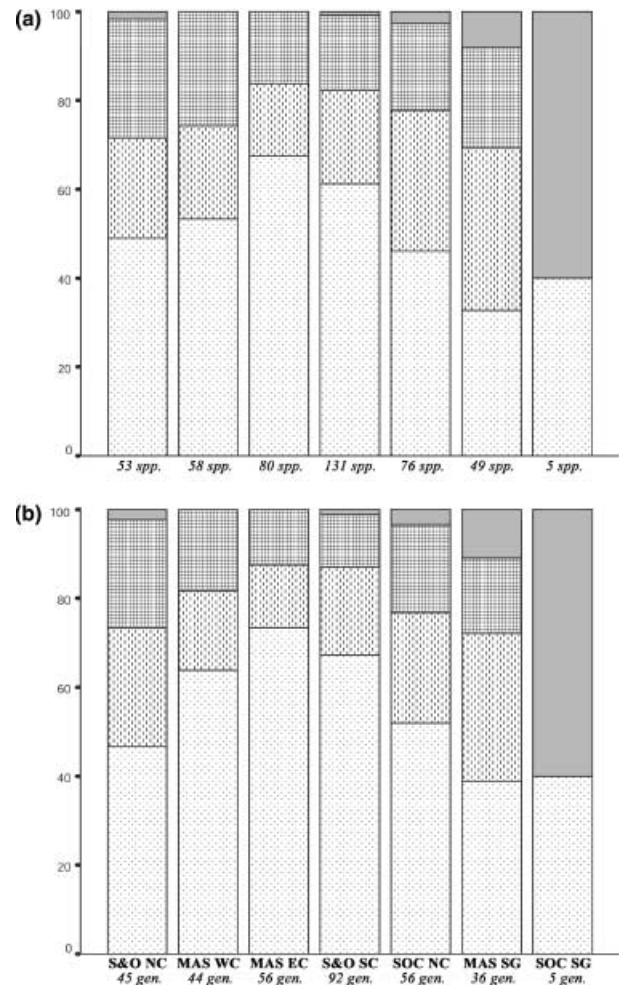 (a)
100
80
60
40
20
0
53 spp. 58 spp. 80 spp. 131 spp. 76 spp. 49 spp. 5 spp.
(b)
100
80
60
40
20
0
S&O NC MAS WC MAS EC S&O SC SOC NC MAS SG SOC SG
45 gen. 44 gen. 56 gen. 92 gen. 56 gen. 36 gen. 5 gen.